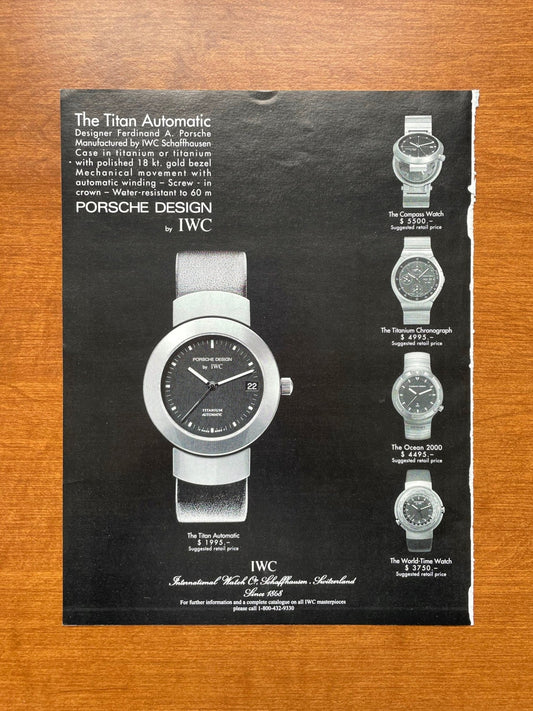 The Titan Automatic
Designer Ferdinand A. Porsche
Manufactured by IWC Schaffhausen
Case in titanium or titanium
with polished 18 kt. gold bezel
Mechanical movement with
automatic winding – Screw - in
crown – Water-resistant to 60 m
PORSCHE DESIGN
by IWC
PORSCHE DESIGN
by IWC
22
TITANIUM
AUTOMATIC
The Titan Automatic
$ 1995.–
Suggested retail price
The Compass Watch
$ 5500.–
Suggested retail price
The Titanium Chronograph
$ 4995.–
Suggested retail price
The Ocean 2000
$ 4495.–
Suggested retail price
The World-Time Watch
$ 3750.–
Suggested retail price
IWC
International Watch Co. Schaffhausen, Switzerland
Since 1868
For further information and a complete catalogue on all IWC masterpieces
please call 1-800-432-9330